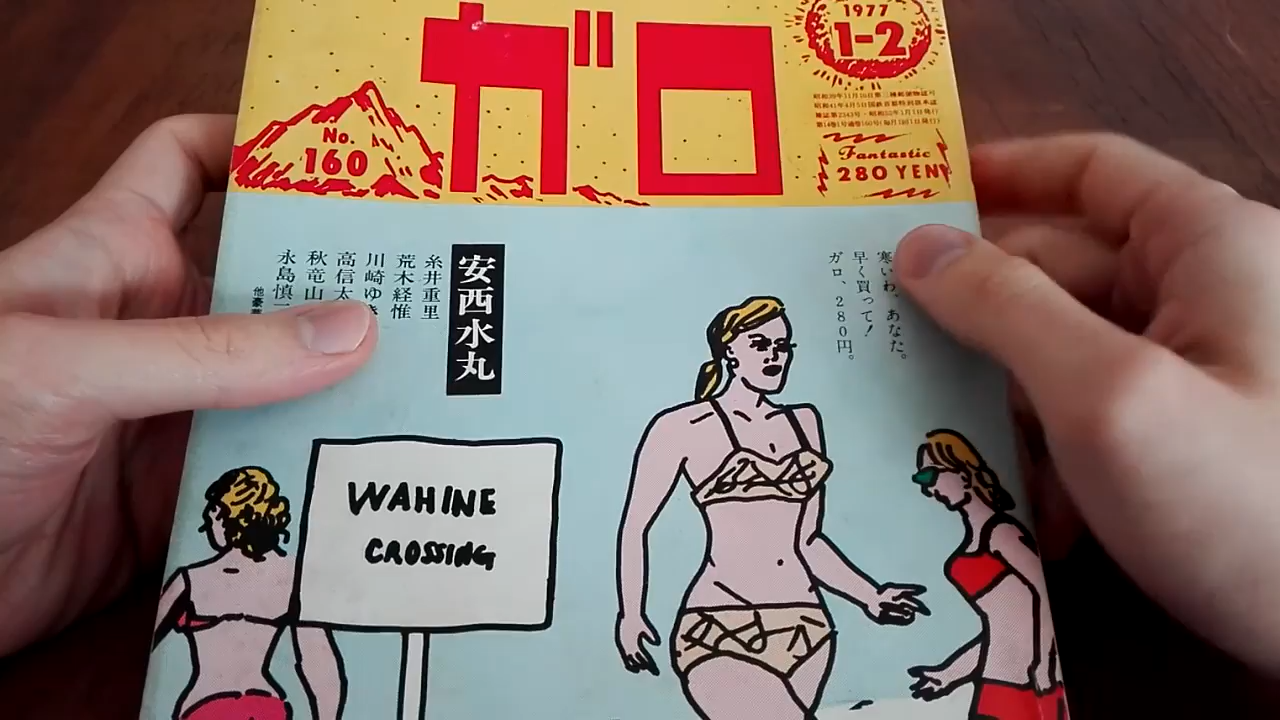 ガロ
1977
1-2
No.
160
Fantastic
280 YEN
寒いわ、あなた。
早く買って!
ガロ、280円。
安西水丸
糸井重里
荒木経惟
川崎ゆき
高信太
秋竜山
永島慎
WAHINE
CROSSING